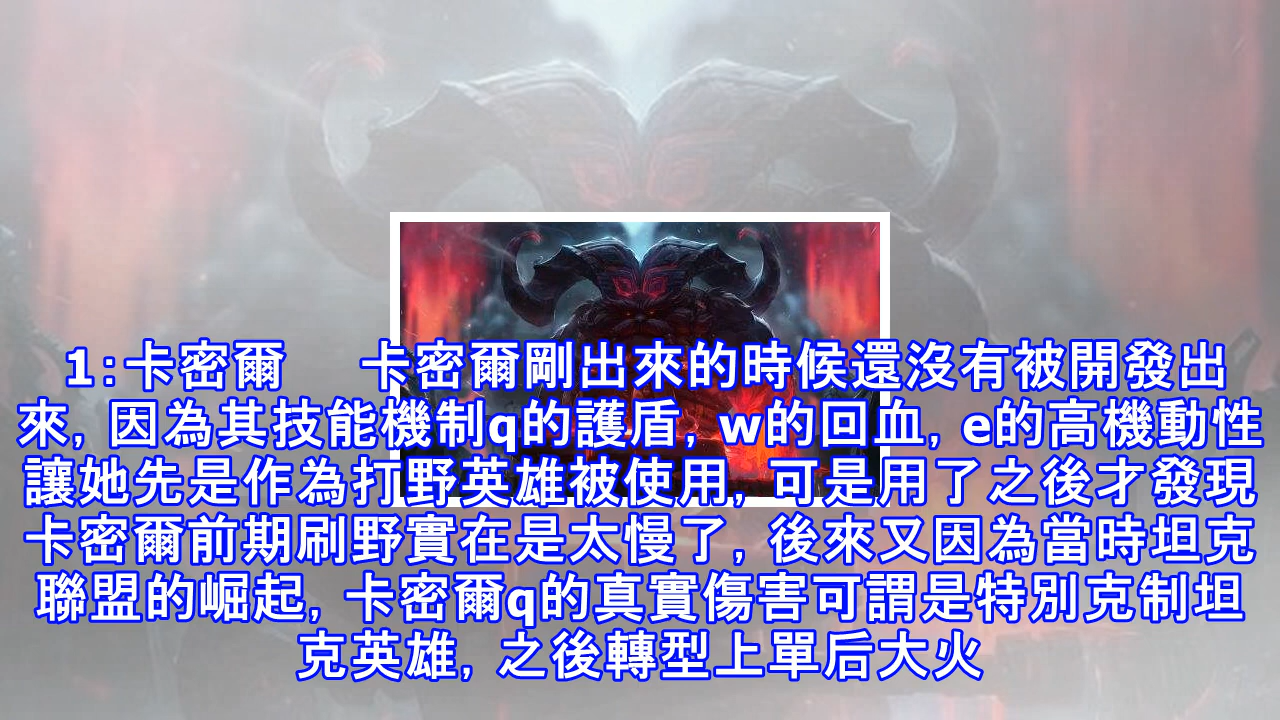 1:卡密爾　卡密爾剛出來的時候還沒有被開發出
來, 因為其技能機制q的護盾, w的回血, e的高機動性
讓她先是作為打野英雄被使用, 可是用了之後才發現
卡密爾前期刷野實在是太慢了, 後來又因為當時坦克
聯盟的崛起, 卡密爾q的真實傷害可謂是特別克制坦
克英雄, 之後轉型上單后大火